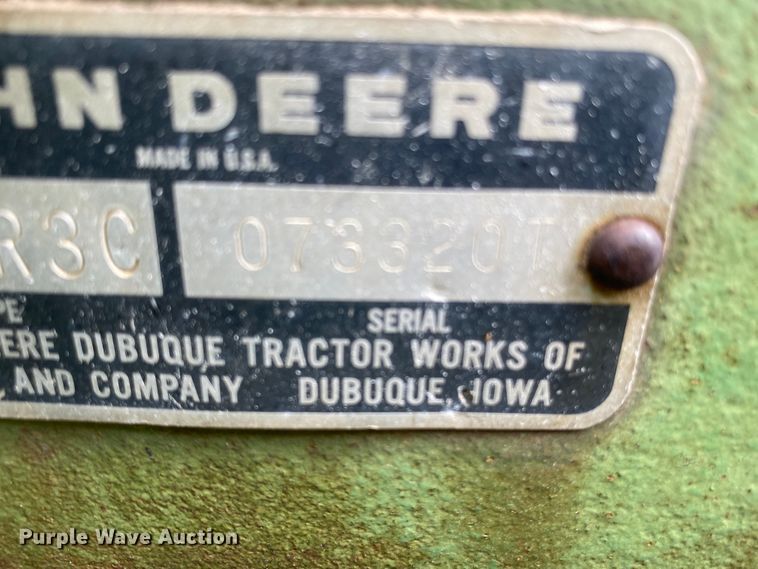 HN DEERE
MADE IN U.S.A.
R3C 073320T
PE SERIAL
ERE DUBUQUE TRACTOR WORKS OF
AND COMPANY DUBUQUE, IOWA
Purple Wave Auction